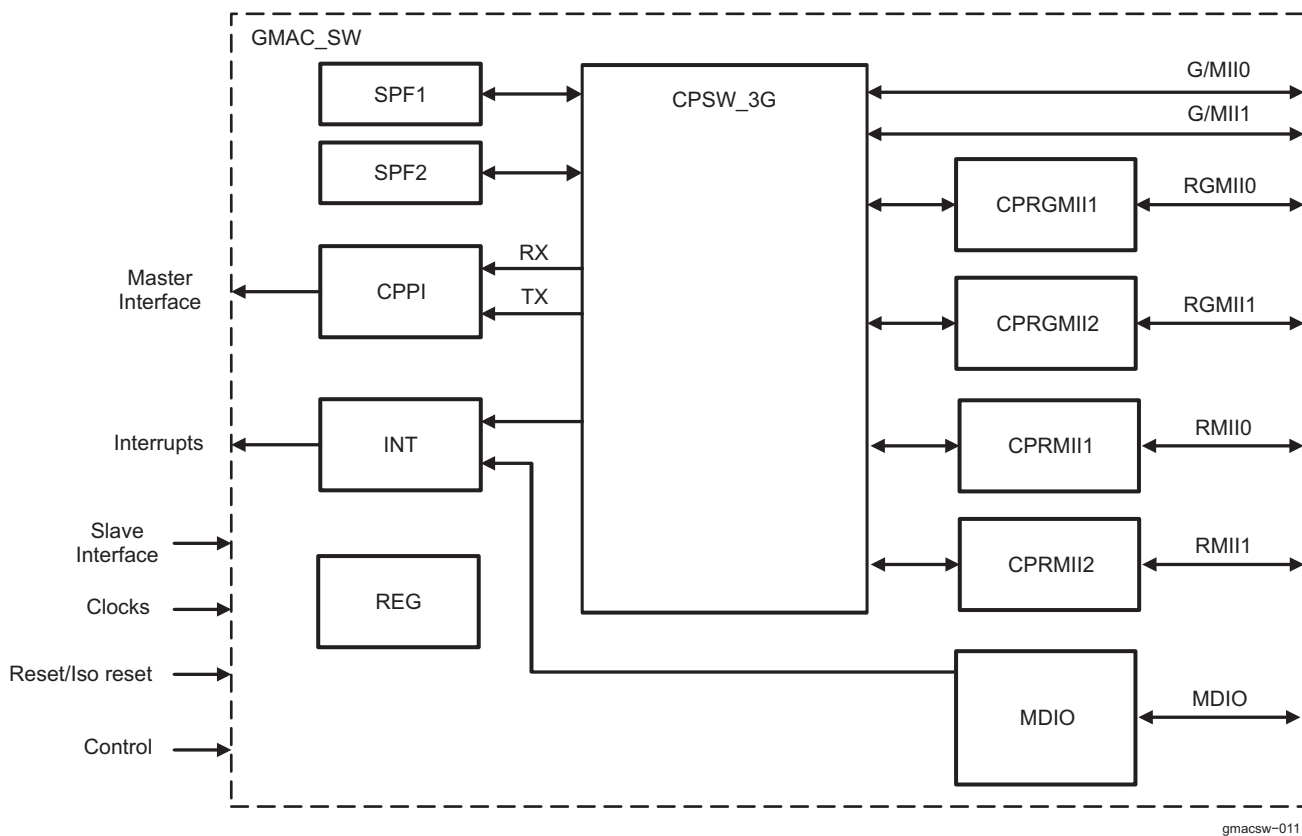 GMAC_SW
SPF1
CPSW_3G
G/MII0
G/MII1
SPF2
CPRGMII1
RGMII0
Master
Interface
CPPI
RX
TX
CPRGMII2
RGMII1
Interrupts
INT
CPRMII1
RMII0
Slave
Interface
CPRMII2
RMII1
Clocks
REG
Reset/Iso reset
MDIO
MDIO
Control
gmacsw-011